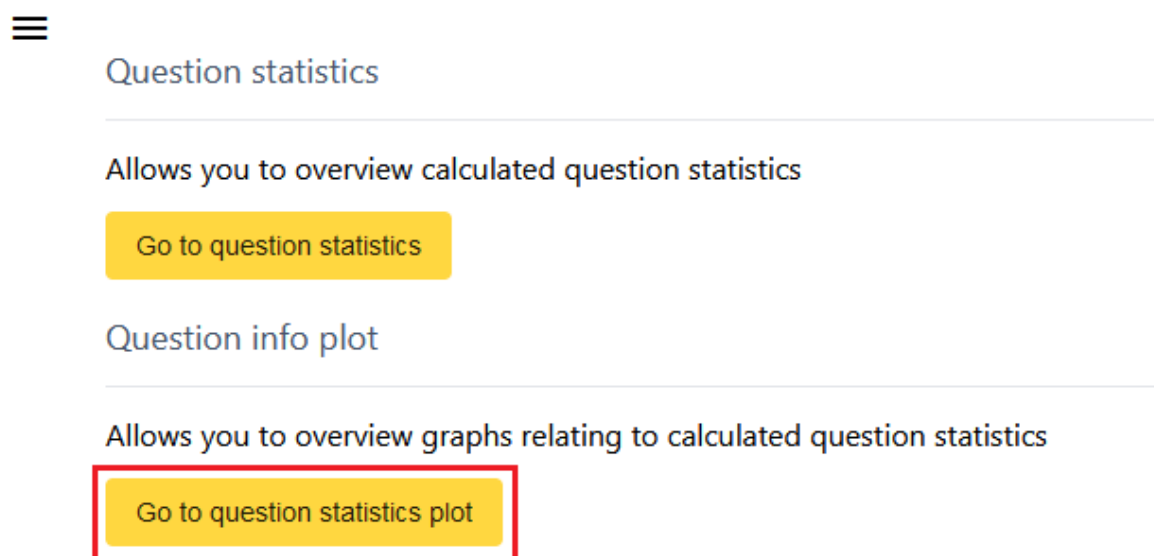 Question statistics
Allows you to overview calculated question statistics
Go to question statistics
Question info plot
Allows you to overview graphs relating to calculated question statistics
Go to question statistics plot